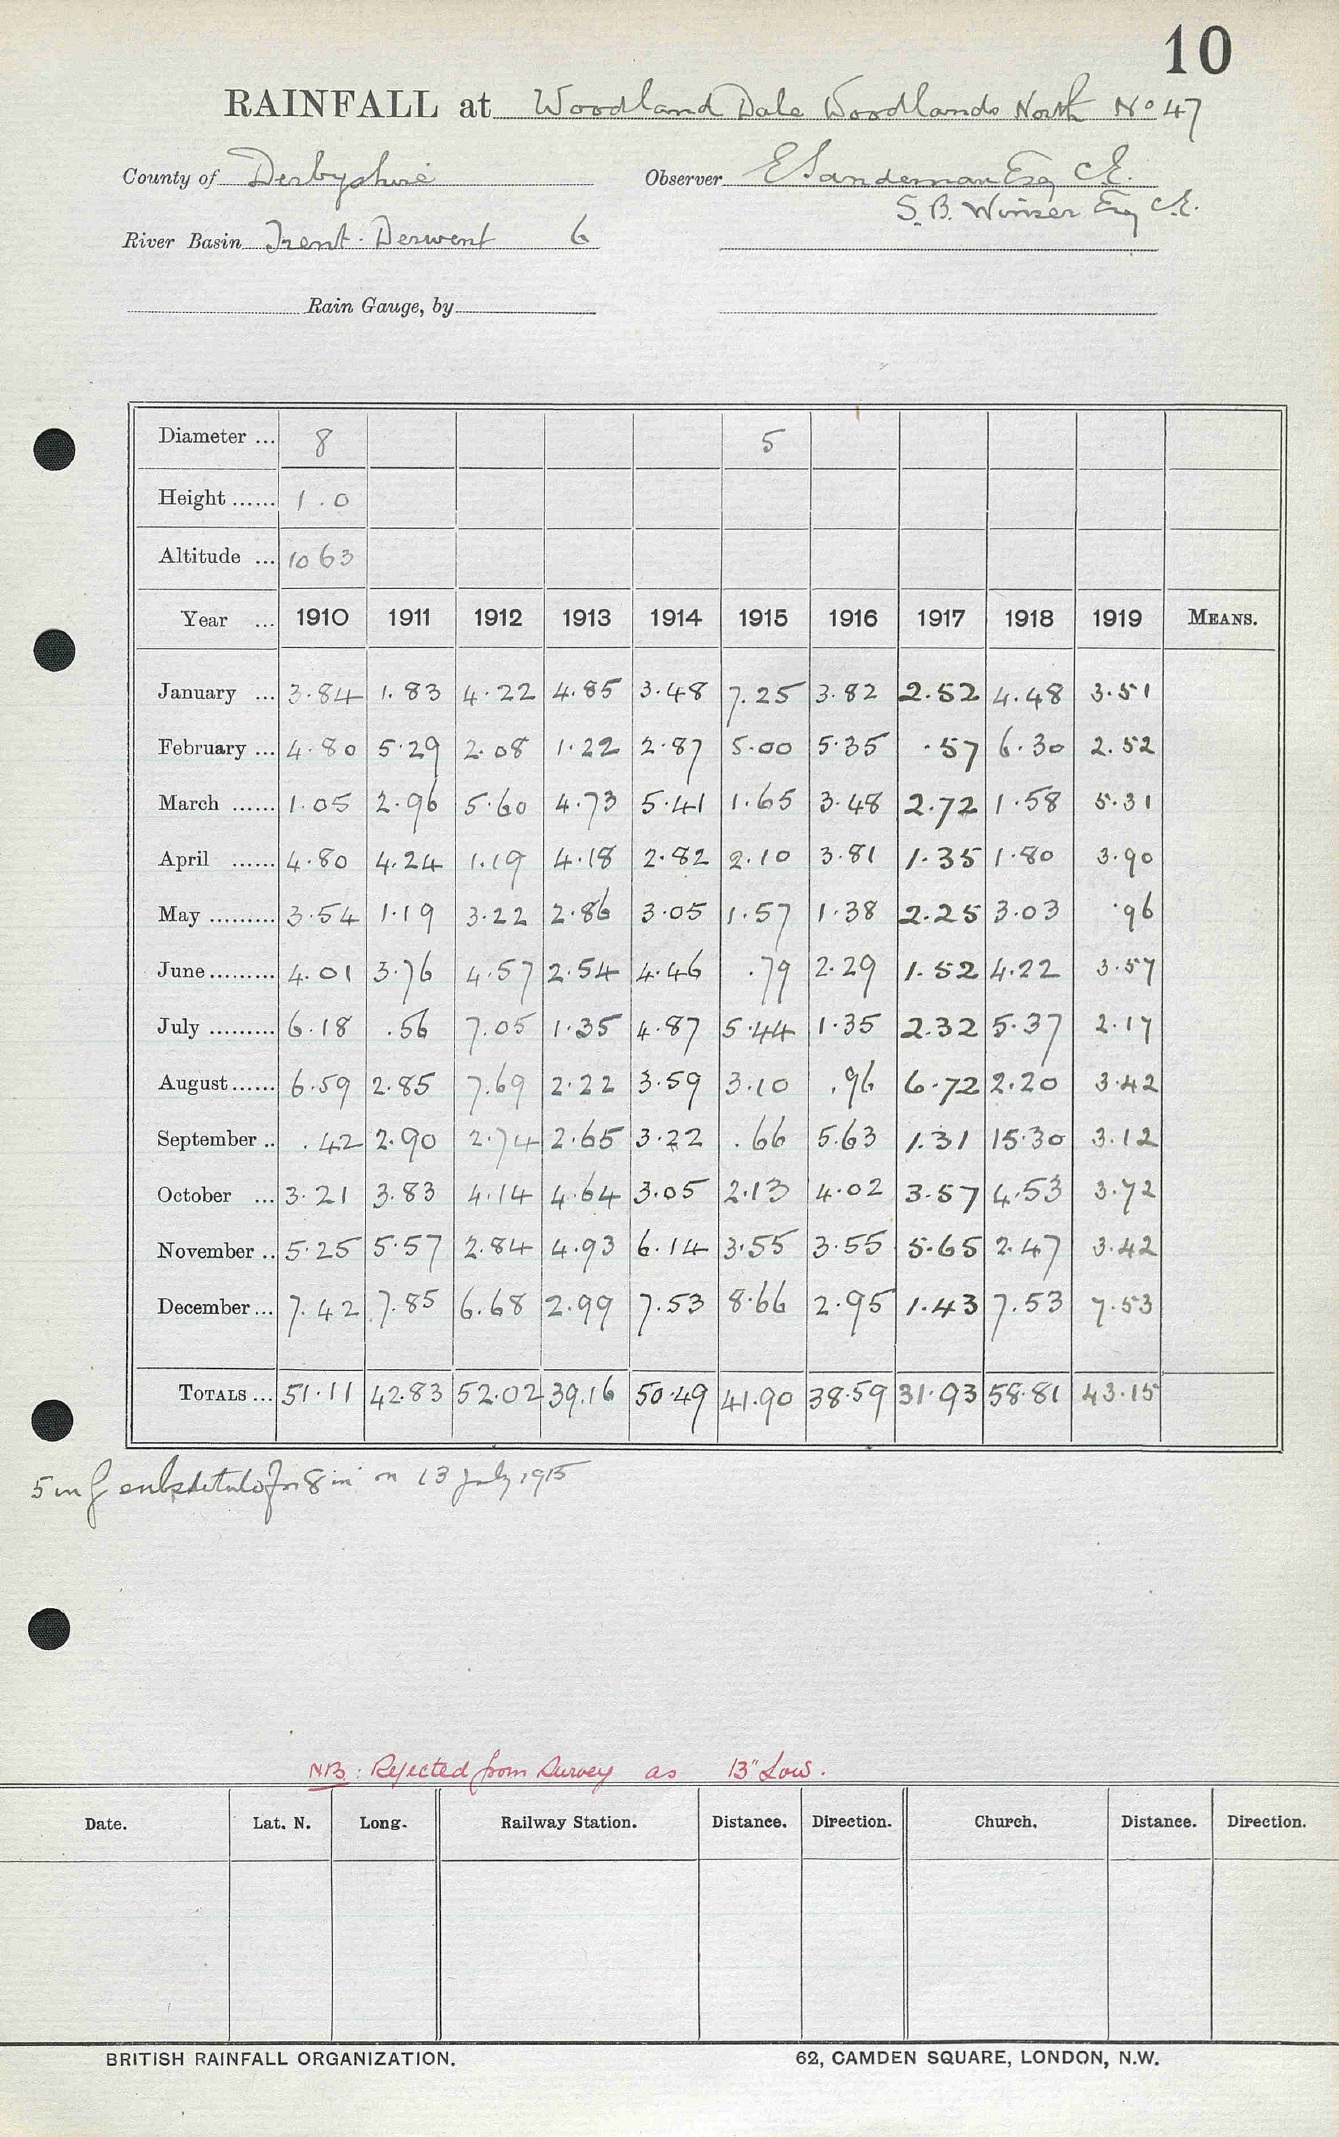 10
RAINFALL at Woodland Dale Woodlands North No 47
County of Derbyshire Observer E Sandeman Esq C.E.
S. B. Winser Esq C.E.
River Basin Trent. Derwent 6
Rain Gauge, by
Diameter ... 8 5
Height ...... 1.0
Altitude ... 1063
Year ... 1910 1911 1912 1913 1914 1915 1916 1917 1918 1919 MEANS.
January ... 3.84 1.83 4.22 4.85 3.48 7.25 3.82 2.52 4.48 3.51
February ... 4.80 5.29 2.08 1.22 2.87 5.00 5.35 .57 6.30 2.52
March ...... 1.05 2.96 5.60 4.73 5.41 1.65 3.48 2.72 1.58 5.31
April ...... 4.80 4.24 1.19 4.18 2.82 2.10 3.81 1.35 1.80 3.90
May ......... 3.54 1.19 3.22 2.86 3.05 1.57 1.38 2.25 3.03 .96
June ......... 4.01 3.76 4.57 2.54 4.46 .79 2.29 1.52 4.22 3.57
July ......... 6.18 .56 7.05 1.35 4.87 5.44 1.35 2.32 5.37 2.17
August ...... 6.59 2.85 7.69 2.22 3.59 3.10 .96 6.72 2.20 3.42
September .. .42 2.90 2.74 2.65 3.22 .66 5.63 1.31 15.30 3.12
October ... 3.21 3.83 4.14 4.64 3.05 2.13 4.02 3.57 4.53 3.72
November .. 5.25 5.57 2.84 4.93 6.14 3.55 3.55 5.65 2.47 3.42
December ... 7.42 7.85 6.68 2.99 7.53 8.66 2.95 1.43 7.53 7.53
TOTALS ... 51.11 42.83 52.02 39.16 50.49 41.90 38.59 31.93 58.81 43.15
5 in g substituted for 8 in on 13 July 1915
NB: Rejected from Survey as 13" Low.
Date. Lat. N. Long. Railway Station. Distance. Direction. Church. Distance. Direction.
BRITISH RAINFALL ORGANIZATION. 62, CAMDEN SQUARE, LONDON, N.W.